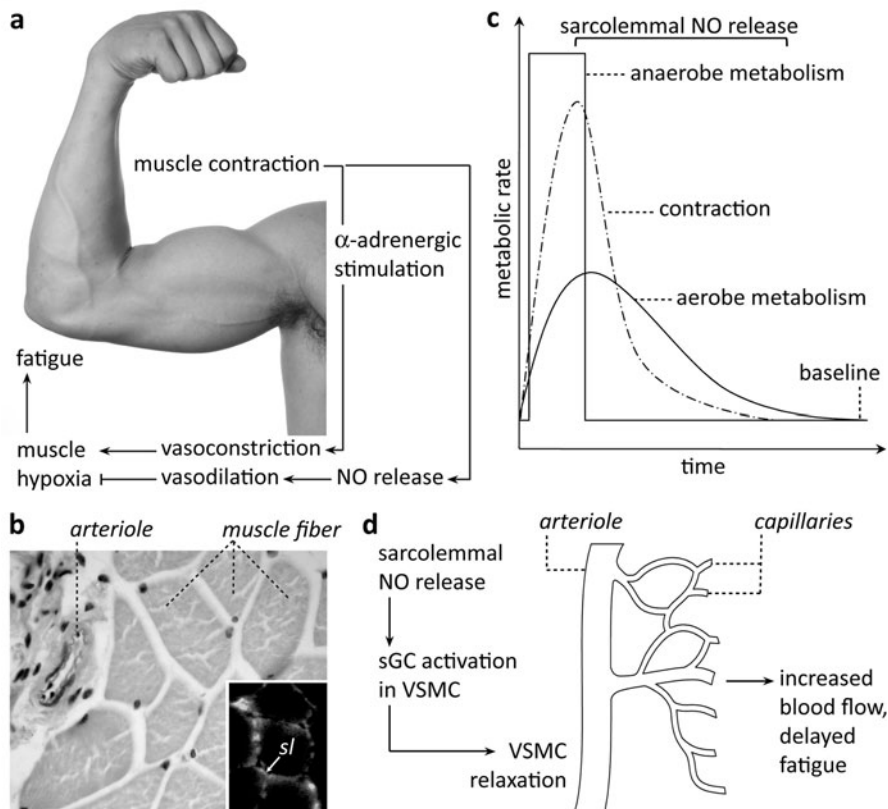 a
muscle contraction
α-adrenergic
stimulation
fatigue
muscle
hypoxia
vasoconstriction
vasodilation
NO release
b
arteriole
muscle fiber
sl
c
sarcolemmal NO release
anaerobe metabolism
contraction
aerobe metabolism
baseline
metabolic rate
time
d
sarcolemmal
NO release
sGC activation
in VSMC
VSMC
relaxation
arteriole
capillaries
increased
blood flow,
delayed
fatigue